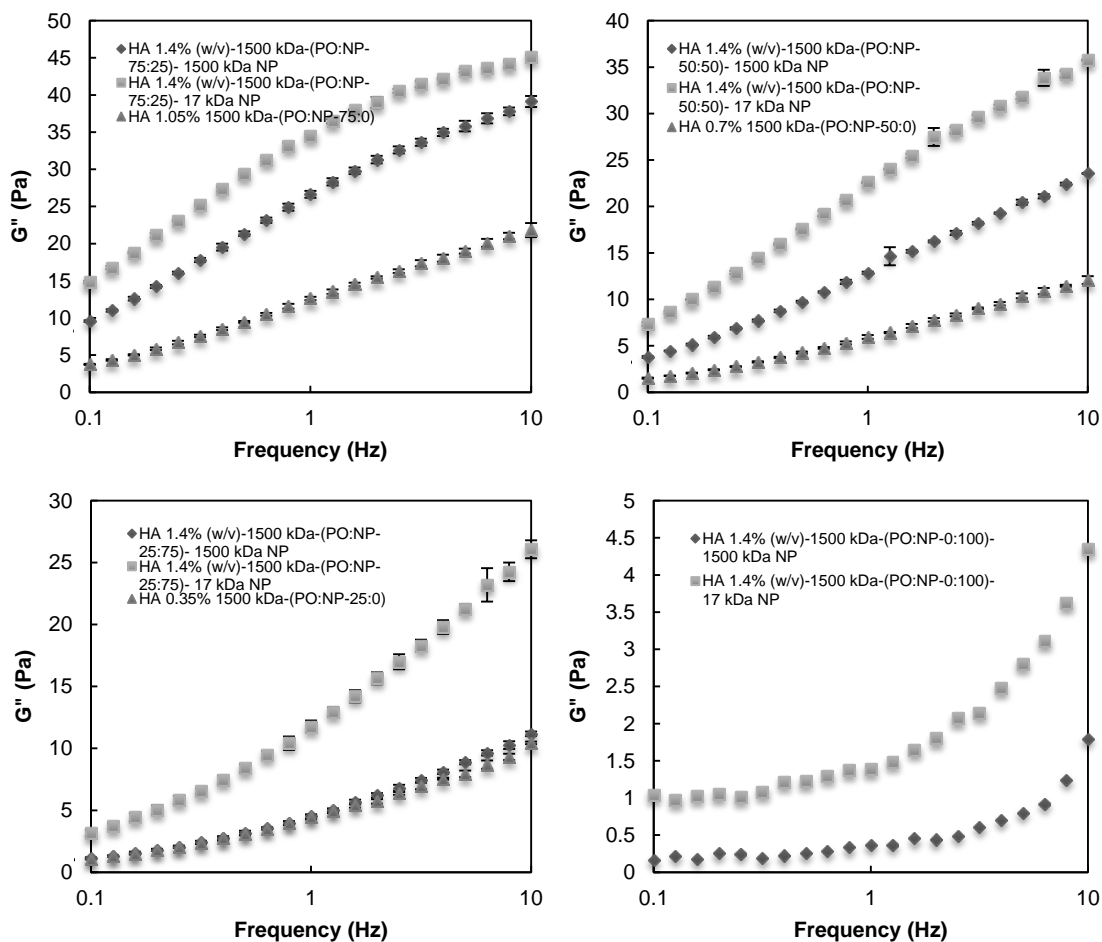 50
45
40
35
30
25
20
15
10
5
0
G" (Pa)
HA 1.4% (w/v)-1500 kDa-(PO:NP-
75:25)- 1500 kDa NP
HA 1.4% (w/v)-1500 kDa-(PO:NP-
75:25)- 17 kDa NP
HA 1.05% 1500 kDa-(PO:NP-75:0)
0.1 1 10
Frequency (Hz)
40
35
30
25
20
15
10
5
0
G" (Pa)
HA 1.4% (w/v)-1500 kDa-(PO:NP-
50:50)- 1500 kDa NP
HA 1.4% (w/v)-1500 kDa-(PO:NP-
50:50)- 17 kDa NP
HA 0.7% 1500 kDa-(PO:NP-50:0)
0.1 1 10
Frequency (Hz)
30
25
20
15
10
5
0
G" (Pa)
HA 1.4% (w/v)-1500 kDa-(PO:NP-
25:75)- 1500 kDa NP
HA 1.4% (w/v)-1500 kDa-(PO:NP-
25:75)- 17 kDa NP
HA 0.35% 1500 kDa-(PO:NP-25:0)
0.1 1 10
Frequency (Hz)
5
4.5
4
3.5
3
2.5
2
1.5
1
0.5
0
G" (Pa)
HA 1.4% (w/v)-1500 kDa-(PO:NP-0:100)-
1500 kDa NP
HA 1.4% (w/v)-1500 kDa-(PO:NP-0:100)-
17 kDa NP
0.1 1 10
Frequency (Hz)